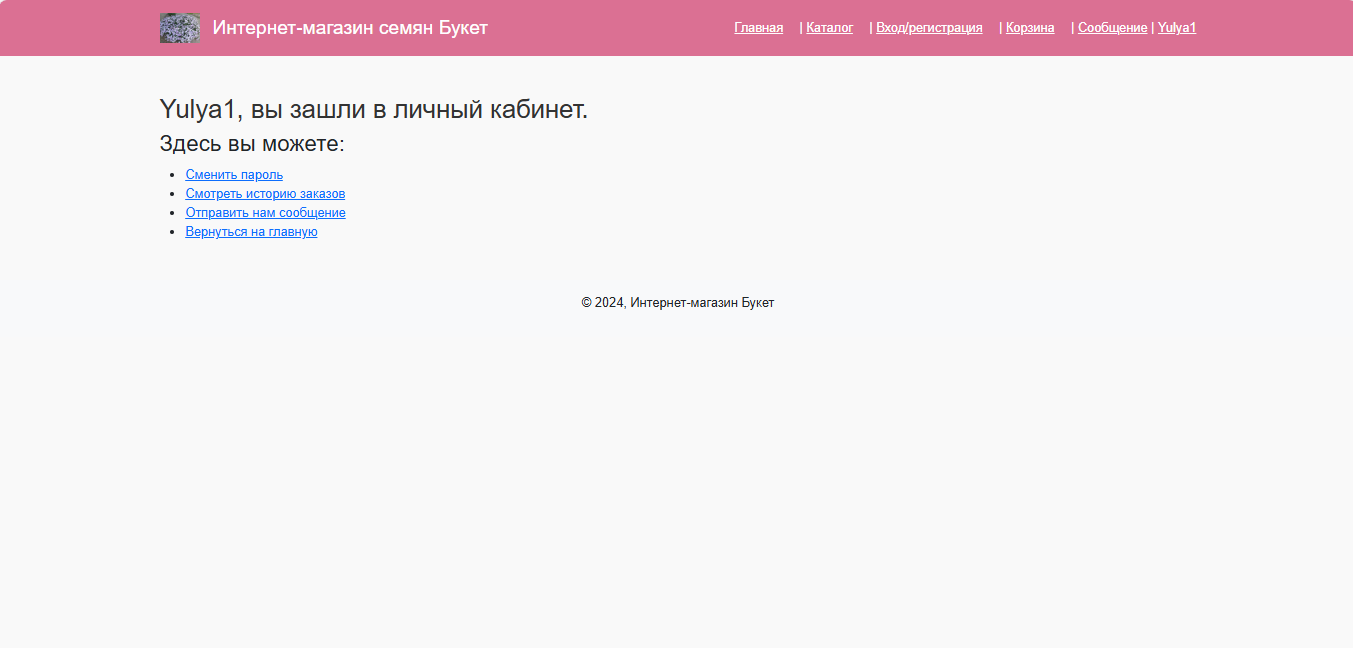 Интернет-магазин семян Букет
Главная | Каталог | Вход/регистрация | Корзина | Сообщение | Yulya1
Yulya1, вы зашли в личный кабинет.
Здесь вы можете:
• Сменить пароль
• Смотреть историю заказов
• Отправить нам сообщение
• Вернуться на главную
© 2024, Интернет-магазин Букет